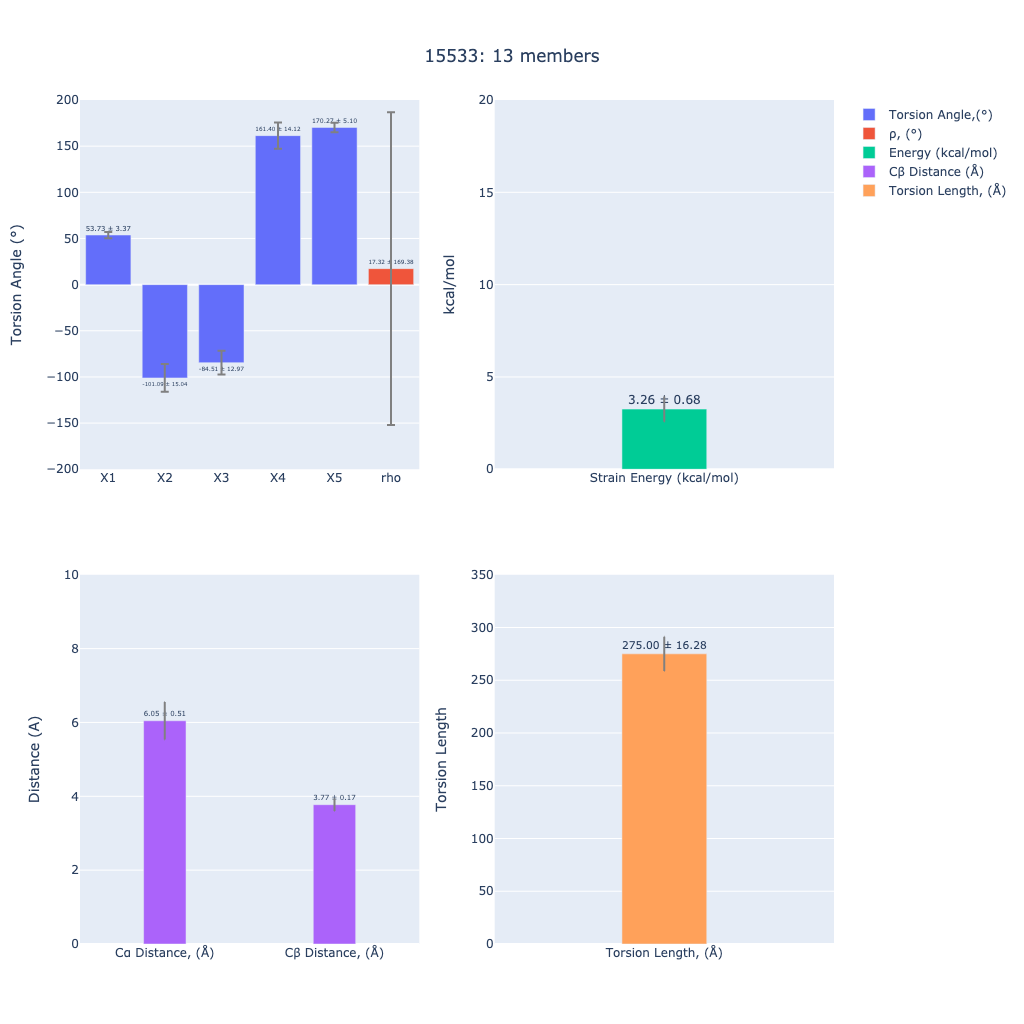 15533: 13 members
Torsion Angle (°)
200
150
100
50
0
−50
−100
−150
−200
53.73 ± 3.37
-101.09 ± 15.04
-84.51 ± 12.97
161.40 ± 14.12
170.27 ± 5.10
17.32 ± 169.38
X1 X2 X3 X4 X5 rho
kcal/mol
20
15
10
5
0
3.26 ± 0.68
Strain Energy (kcal/mol)
Torsion Angle,(°)
ρ, (°)
Energy (kcal/mol)
Cβ Distance (Å)
Torsion Length, (Å)
Distance (A)
10
8
6
4
2
0
6.05 ± 0.51
3.77 ± 0.17
Cα Distance, (Å) Cβ Distance, (Å)
Torsion Length
350
300
250
200
150
100
50
0
275.00 ± 16.28
Torsion Length, (Å)